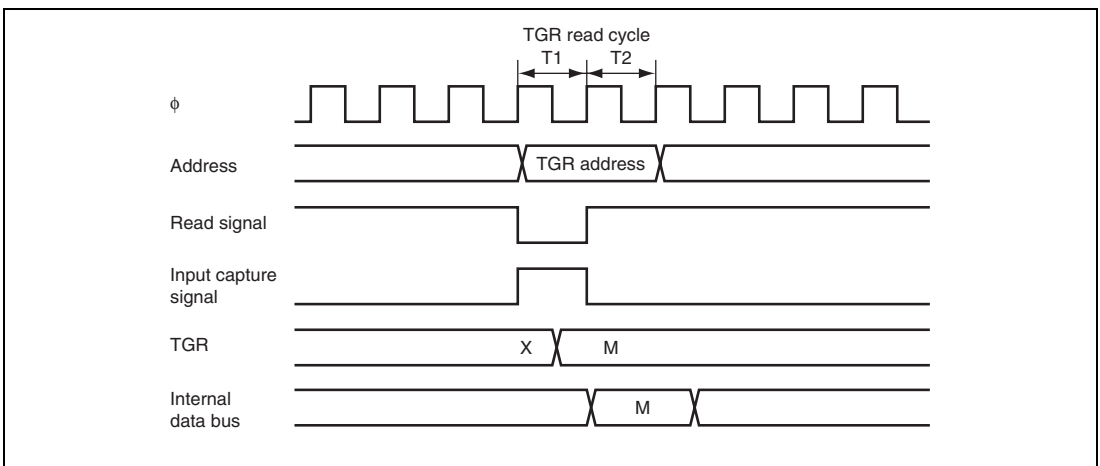 TGR read cycle
T1 T2
ϕ
Address
TGR address
Read signal
Input capture
signal
TGR
X M
Internal
data bus
M